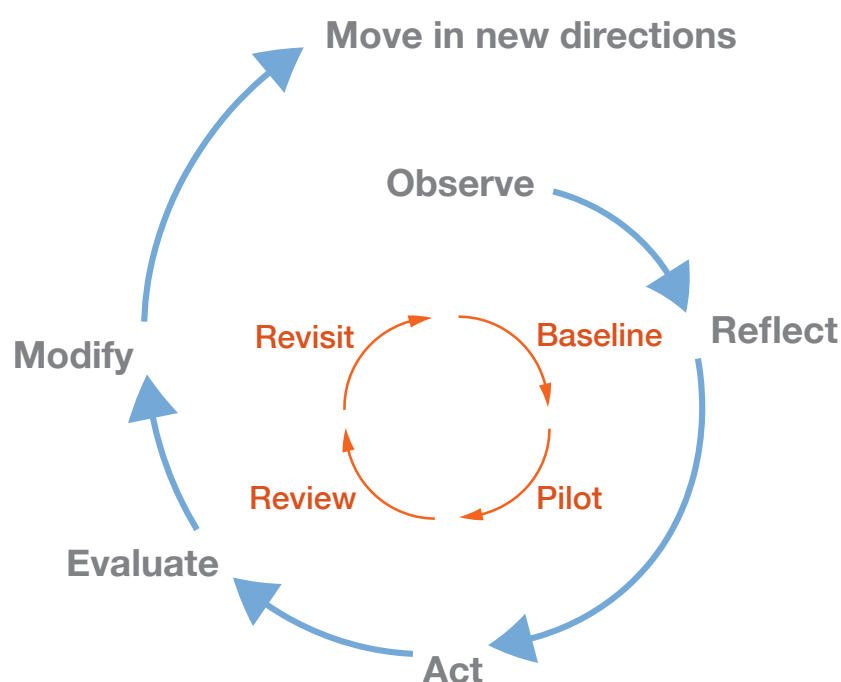 Move in new directions
Observe
Reflect
Act
Evaluate
Modify
Baseline
Pilot
Review
Revisit